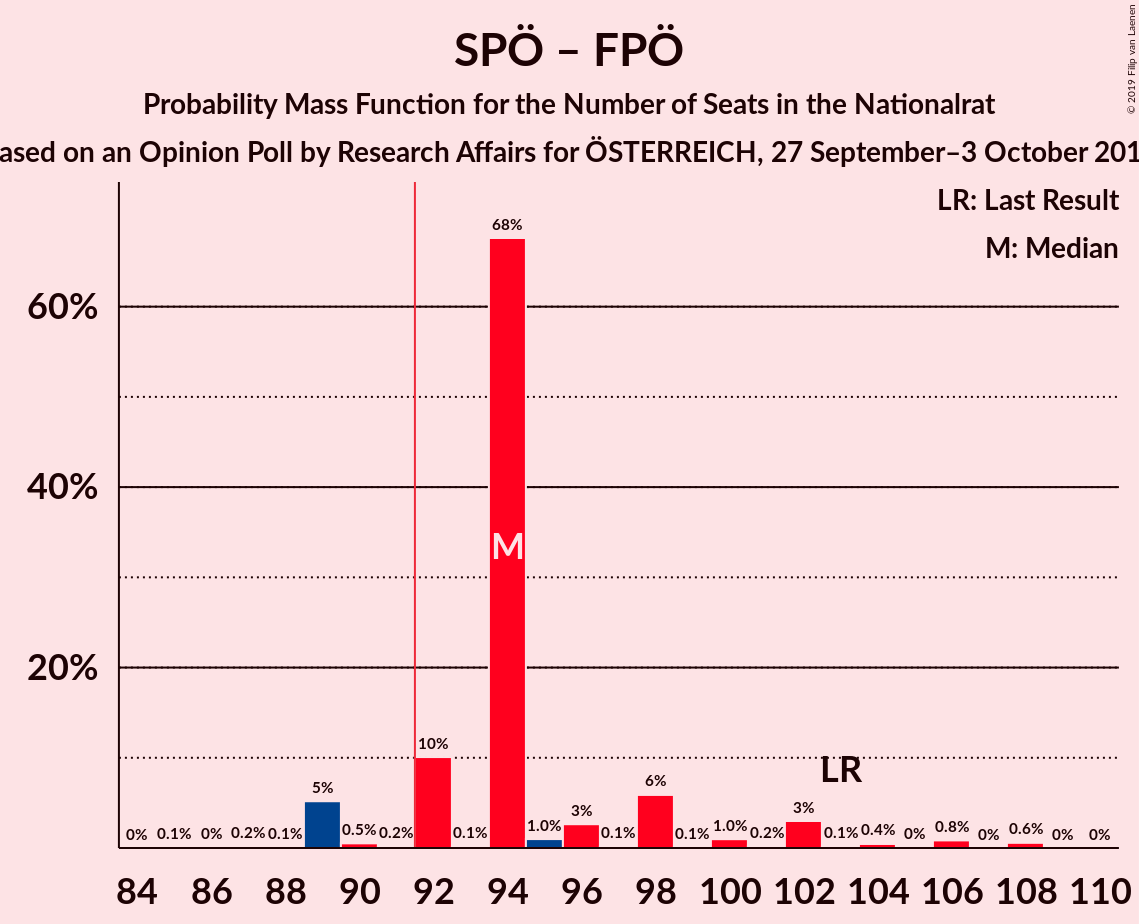 SPÖ – FPÖ
Probability Mass Function for the Number of Seats in the Nationalrat
ased on an Opinion Poll by Research Affairs for ÖSTERREICH, 27 September–3 October 201
© 2019 Filip van Laenen
LR: Last Result
M: Median
60%
40%
20%
0% 0.1% 0% 0.2% 0.1% 5% 0.5% 0.2% 10% 0.1% 68% 1.0% 3% 0.1% 6% 0.1% 1.0% 0.2% 3% 0.1% 0.4% 0% 0.8% 0% 0.6% 0% 0%
M
LR
84 86 88 90 92 94 96 98 100 102 104 106 108 110